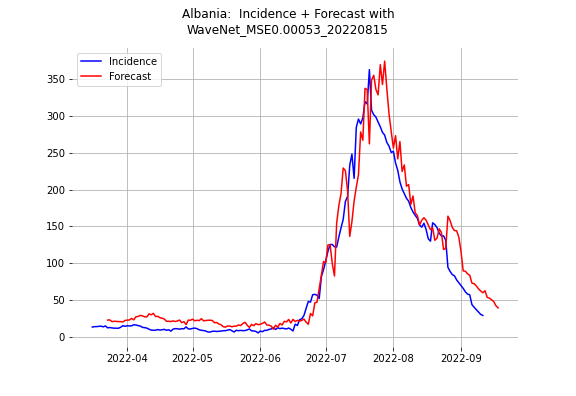 Albania:  Incidence + Forecast with
WaveNet_MSE0.00053_20220815
Incidence
Forecast
350
300
250
200
150
100
50
0
2022-04 2022-05 2022-06 2022-07 2022-08 2022-09